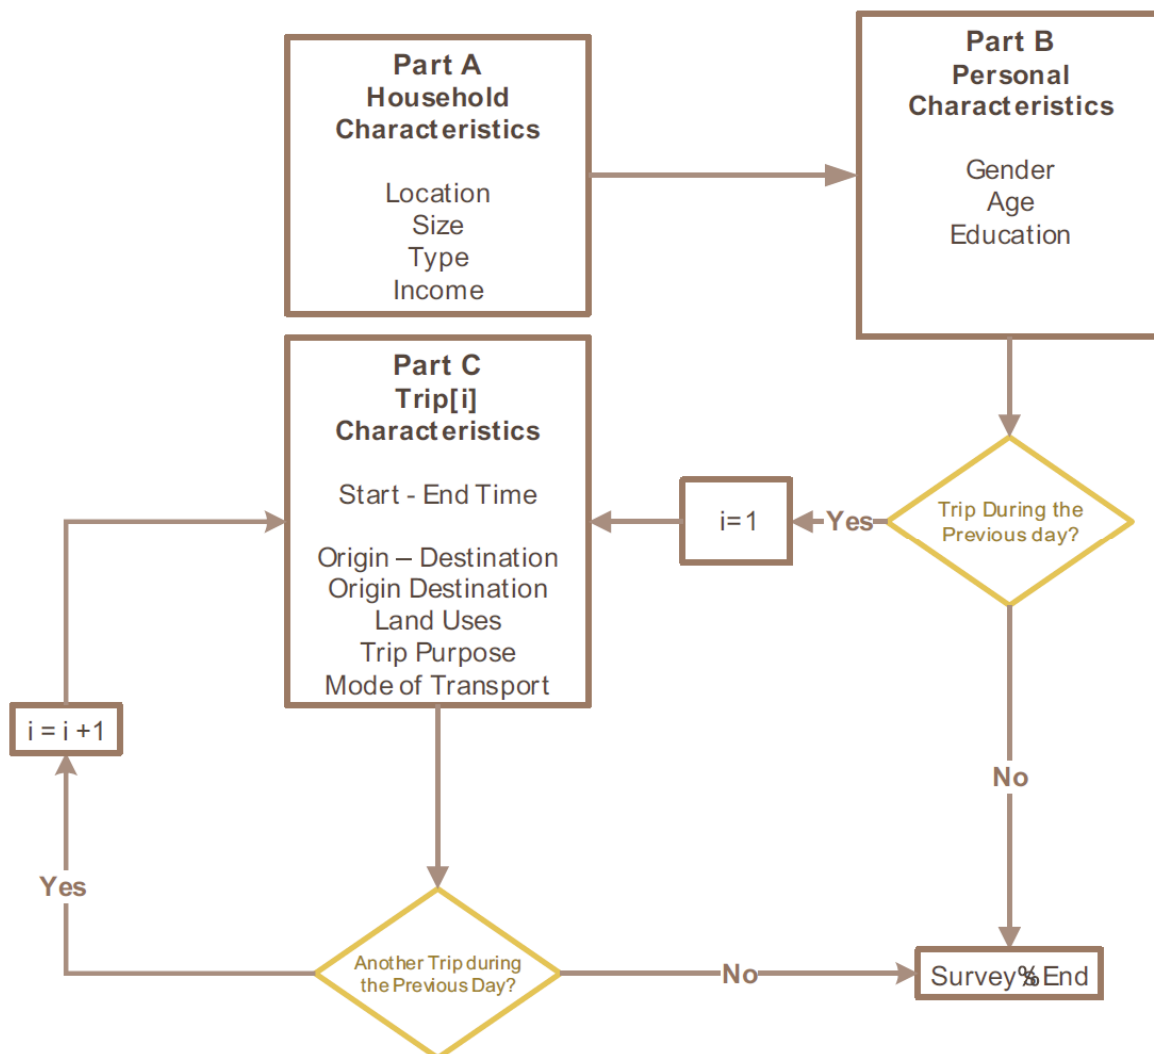 Part A
Household
Characteristics
Location
Size
Type
Income
Part B
Personal
Characteristics
Gender
Age
Education
Part C
Trip[i]
Characteristics
Start - End Time
Origin – Destination
Origin Destination
Land Uses
Trip Purpose
Mode of Transport
i=1
Yes
Trip During the
Previous day?
i = i +1
No
Yes
Another Trip during
the Previous Day?
No
Survey End